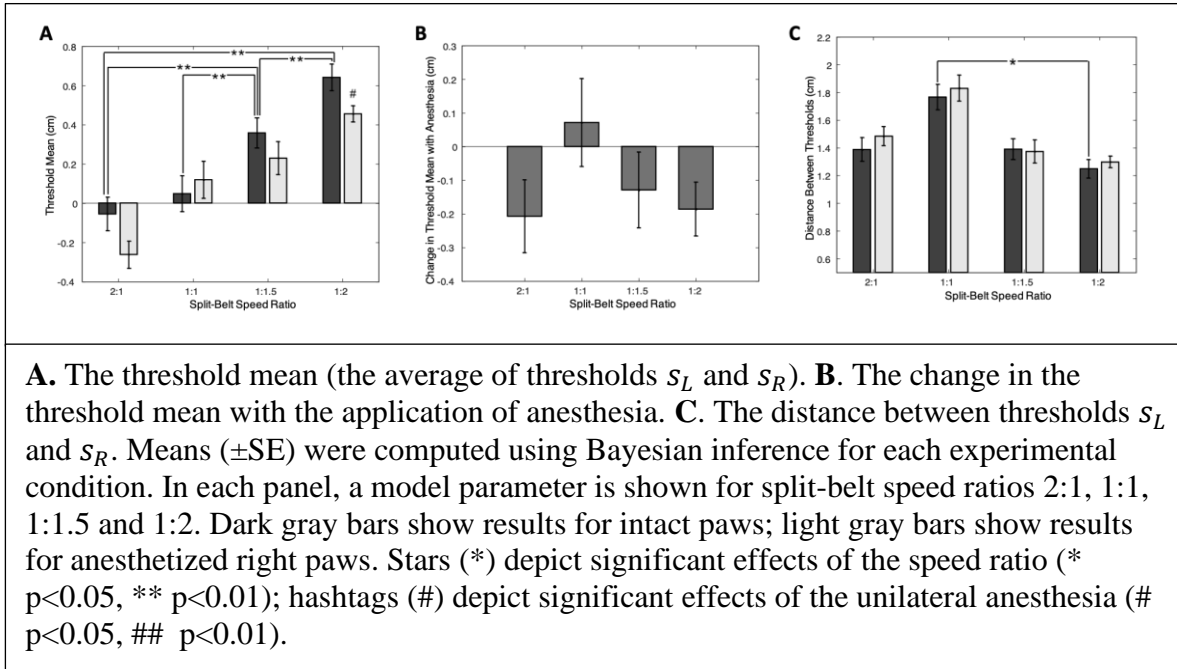 A
B
C
0.8
0.6
0.4
0.2
0
-0.2
-0.4
Threshold Mean (cm)
**
**
**
**
#
2:1 1:1 1:1.5 1:2
Split-Belt Speed Ratio
0.3
0.2
0.1
0
-0.1
-0.2
-0.3
-0.4
Change in Threshold Mean with Anesthesia (cm)
2:1 1:1 1:1.5 1:2
Split-Belt Speed Ratio
2.2
2
1.8
1.6
1.4
1.2
1
0.8
0.6
Distance Between Thresholds (cm)
*
2:1 1:1 1:1.5 1:2
Split-Belt Speed Ratio
A. The threshold mean (the average of thresholds s_L and s_R). B. The change in the
threshold mean with the application of anesthesia. C. The distance between thresholds s_L
and s_R. Means (±SE) were computed using Bayesian inference for each experimental
condition. In each panel, a model parameter is shown for split-belt speed ratios 2:1, 1:1,
1:1.5 and 1:2. Dark gray bars show results for intact paws; light gray bars show results
for anesthetized right paws. Stars (*) depict significant effects of the speed ratio (*
p<0.05, ** p<0.01); hashtags (#) depict significant effects of the unilateral anesthesia (#
p<0.05, ## p<0.01).